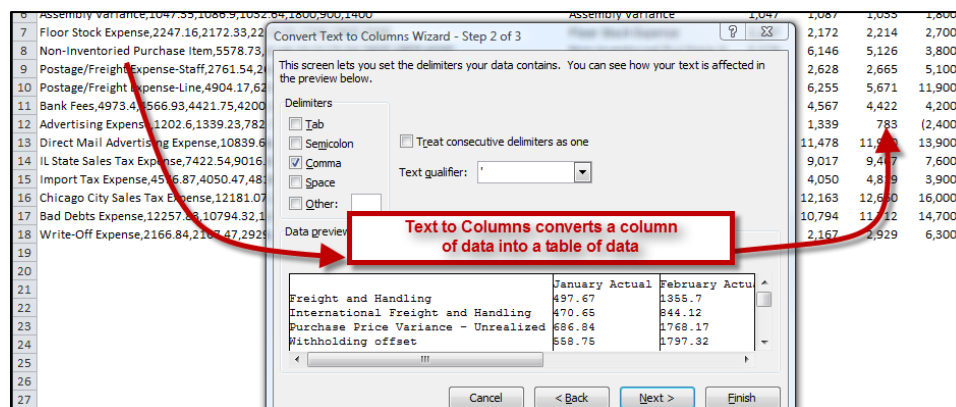 6 Assembly Variance,1047.55,1086.9,1052.64,1800,900,1400 Assembly Variance 1,047 1,087 1,053 1,800
7 Floor Stock Expense,2247.16,2172.33,22 2,172 2,214 2,700
8 Non-Inventoried Purchase Item,5578.73, 6,146 5,126 3,800
9 Postage/Freight Expense-Staff,2761.54,2 2,628 2,665 5,100
10 Postage/Freight Expense-Line,4904.17,62 6,255 5,671 11,900
11 Bank Fees,4973.4,4566.93,4421.75,4200 4,567 4,422 4,200
12 Advertising Expense,1202.6,1339.23,782 1,339 783 (2,400
13 Direct Mail Advertising Expense,10839.6 11,478 13,900
14 IL State Sales Tax Expense,7422.54,9016. 9,017 9,467 7,600
15 Import Tax Expense,4576.87,4050.47,48 4,050 3,900
16 Chicago City Sales Tax Expense,12181.07 12,163 16,000
17 Bad Debts Expense,12257.83,10794.32,1 10,794 14,700
18 Write-Off Expense,2166.84,2167.47,2929 2,167 2,929 6,300
19
20
21
22
23
24
25
26
27
Convert Text to Columns Wizard - Step 2 of 3
This screen lets you set the delimiters your data contains. You can see how your text is affected in
the preview below.
Delimiters
Tab
Semicolon
Comma
Space
Other:
Treat consecutive delimiters as one
Text qualifier: '
Data preview
Text to Columns converts a column
of data into a table of data
January Actual February Actu
Freight and Handling 497.67 1355.7
International Freight and Handling 470.65 844.12
Purchase Price Variance - Unrealized 686.84 1768.17
Withholding offset 558.75 1797.32
Cancel < Back Next > Finish